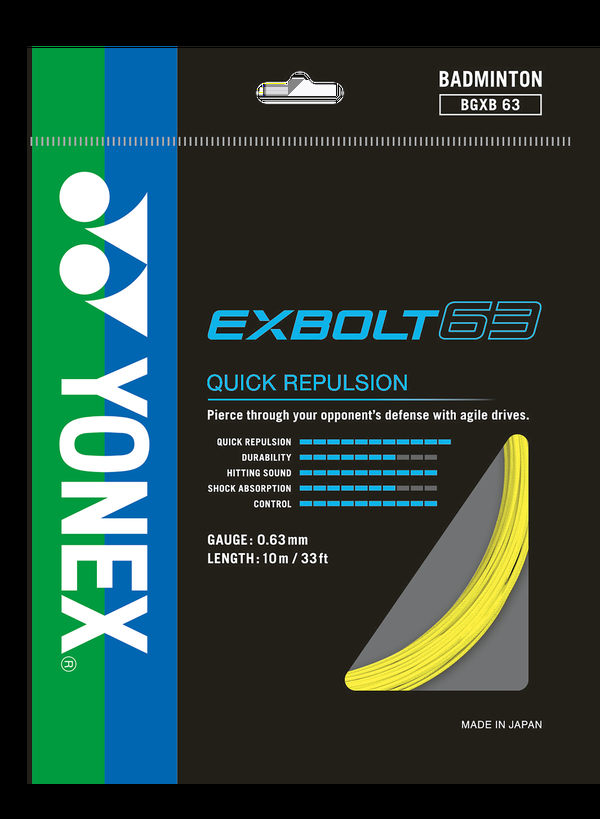 BADMINTON
BGXB 63
YONEX®
EXBOLT63
QUICK REPULSION
Pierce through your opponent's defense with agile drives.
QUICK REPULSION
DURABILITY
HITTING SOUND
SHOCK ABSORPTION
CONTROL
GAUGE: 0.63mm
LENGTH: 10m / 33ft
MADE IN JAPAN